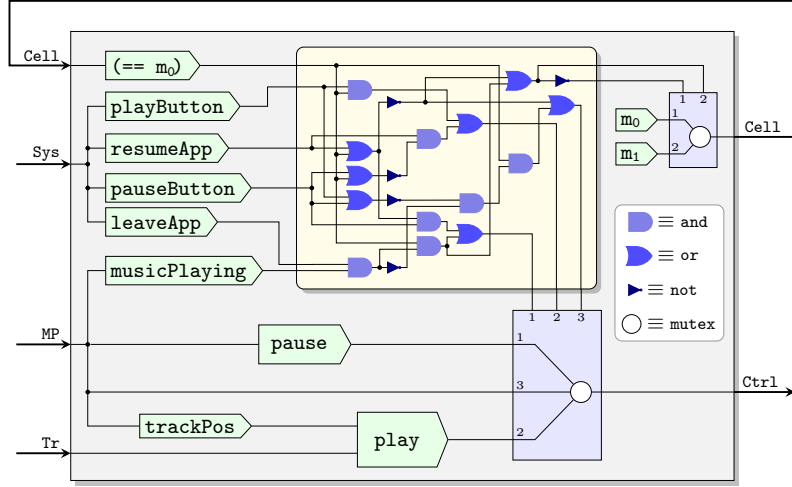 Cell
(== m₀)
playButton
1 2
m₀
1
Cell
Sys
resumeApp
m₁
2
pauseButton
leaveApp
≡ and
≡ or
musicPlaying
≡ not
1 2 3
≡ mutex
MP
pause
1
3
Ctrl
trackPos
play
2
Tr